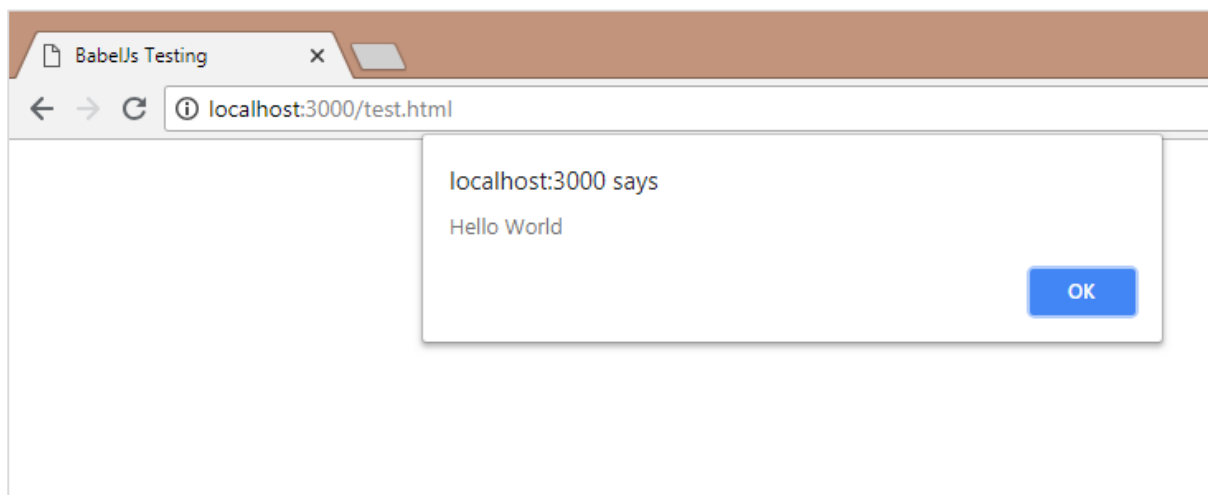 BabelJs Testing
localhost:3000/test.html
localhost:3000 says
Hello World
OK